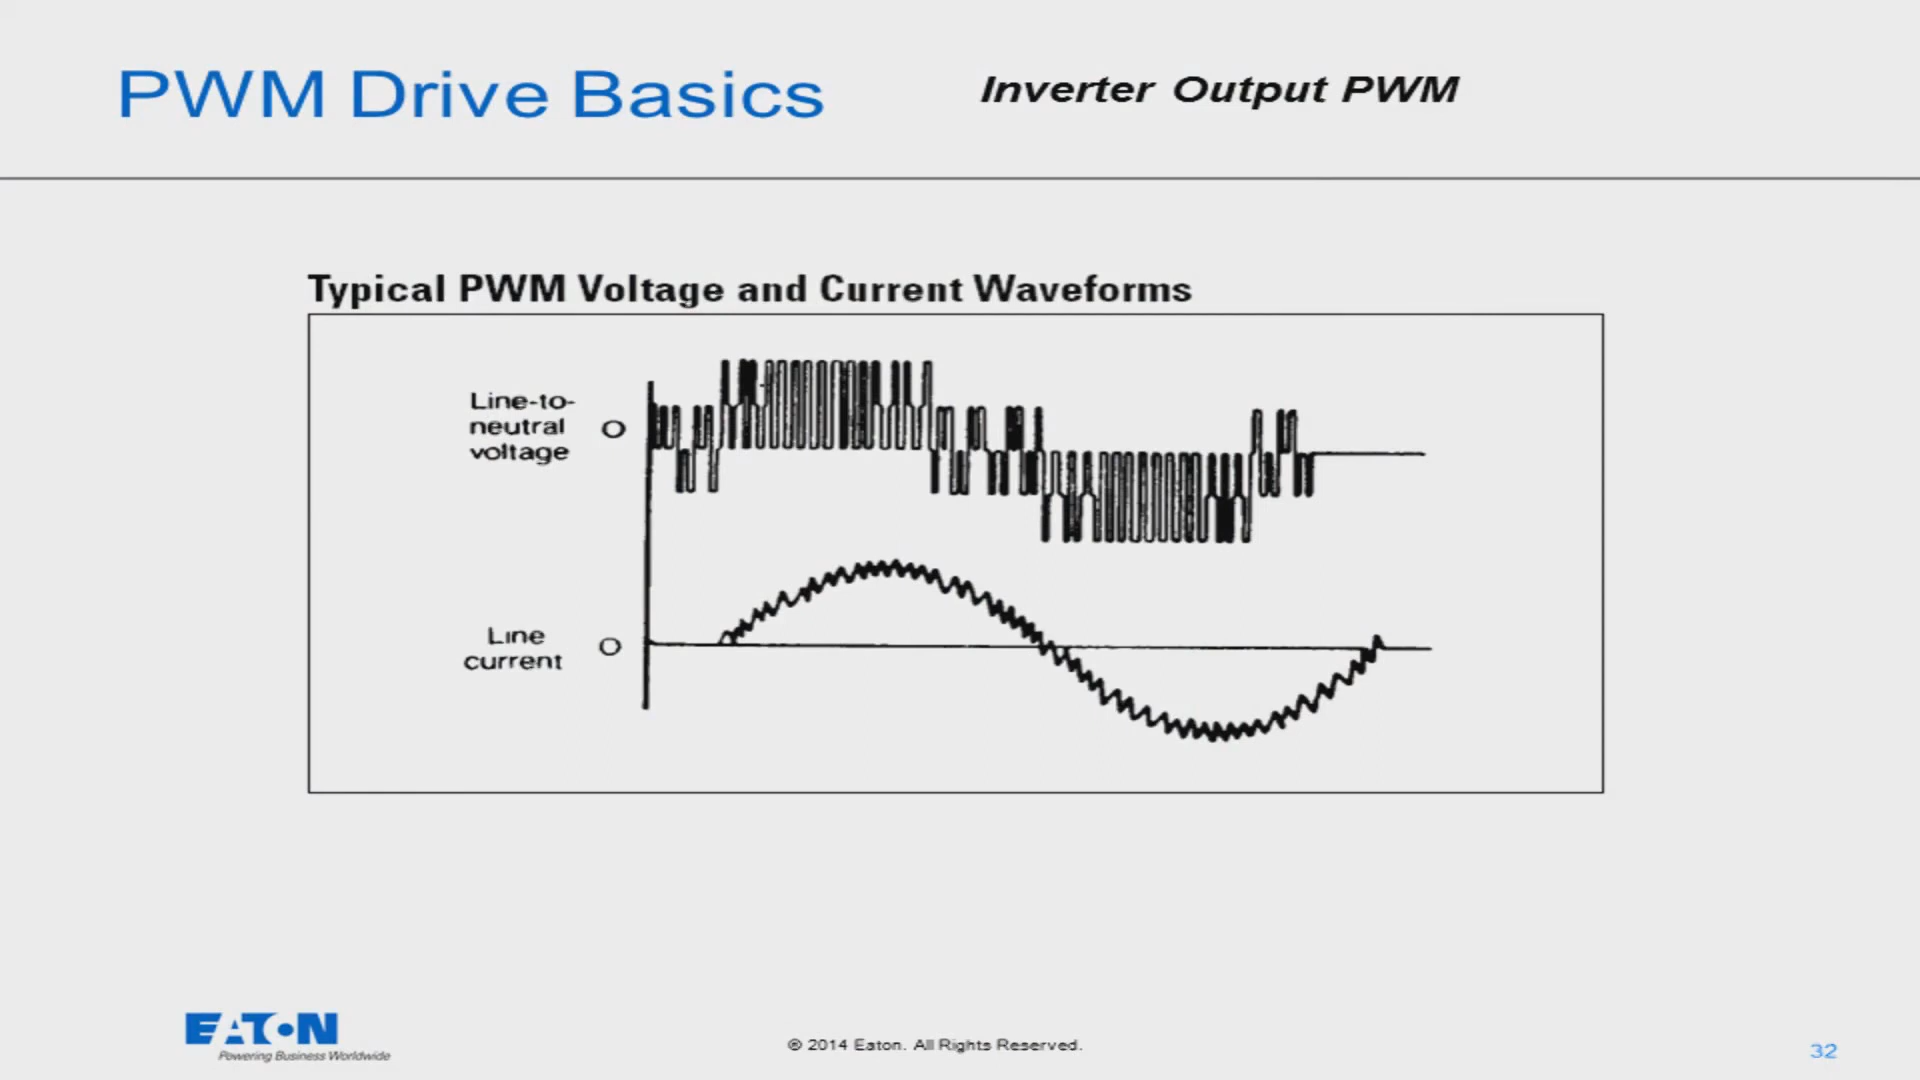 PWM Drive Basics
Inverter Output PWM
Typical PWM Voltage and Current Waveforms
Line-to-
neutral
voltage
O
Line
current
O
EATON
Powering Business Worldwide
© 2014 Eaton. All Rights Reserved.
32